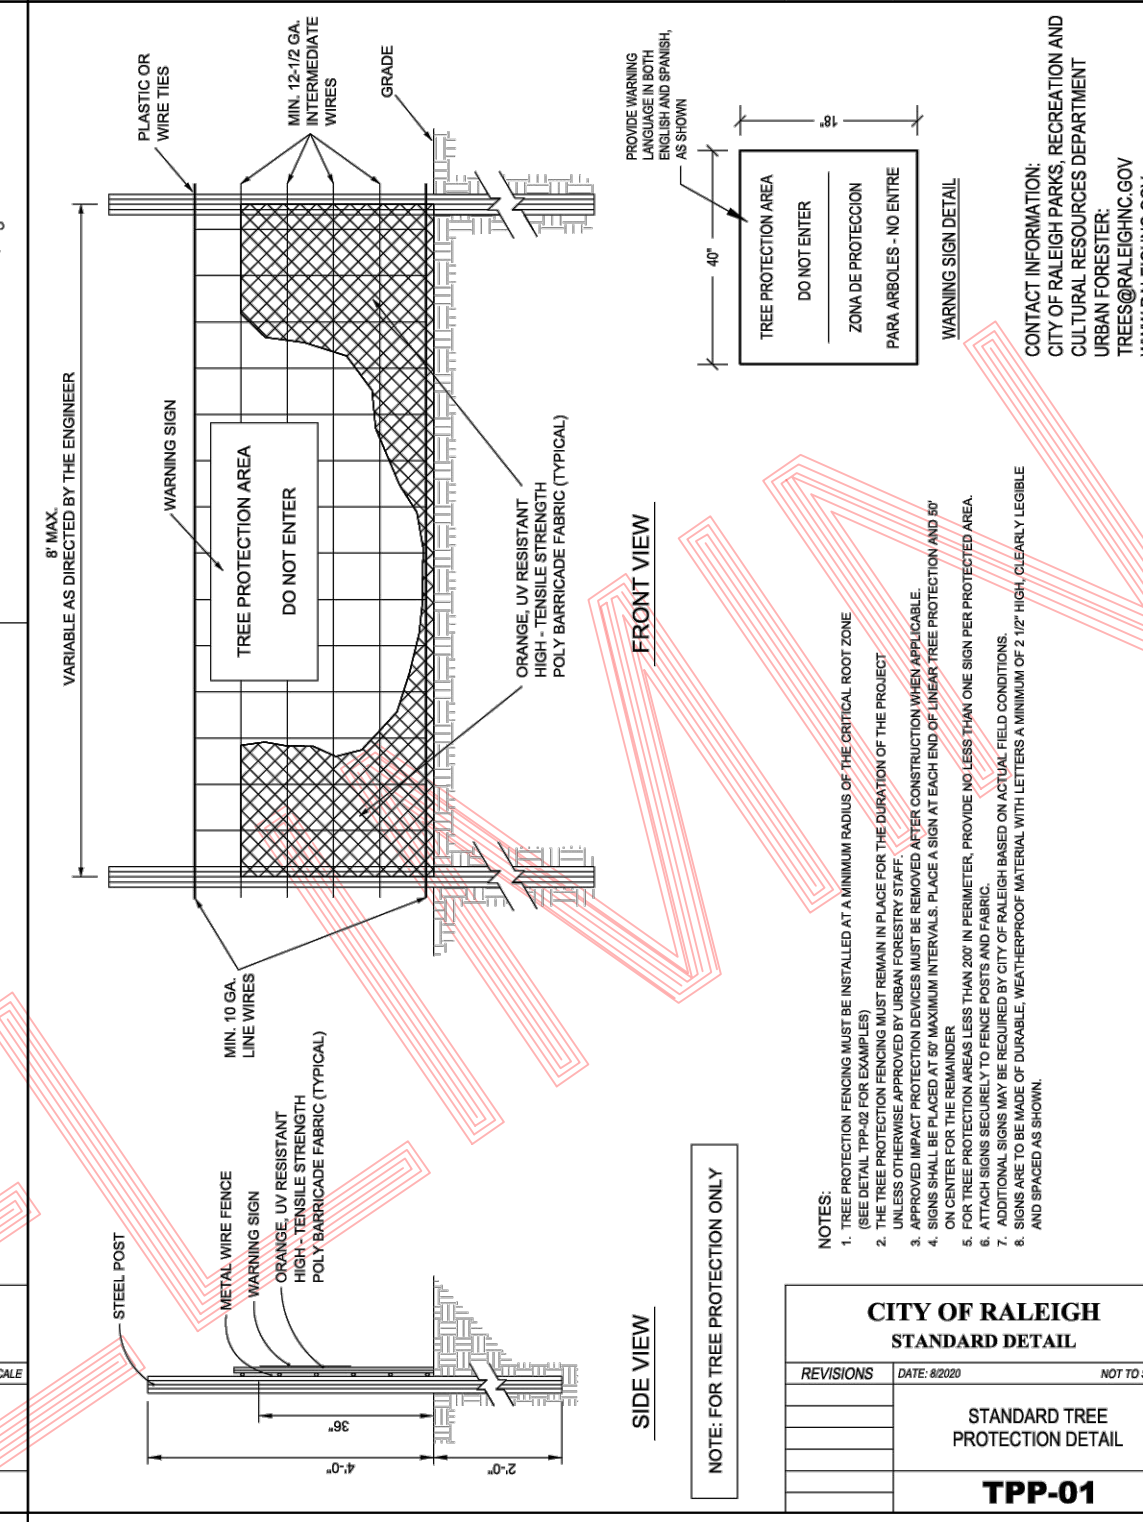 8' MAX.
VARIABLE AS DIRECTED BY THE ENGINEER
PLASTIC OR
WIRE TIES
MIN. 12-1/2 GA.
INTERMEDIATE
WIRES
GRADE
WARNING SIGN
TREE PROTECTION AREA
DO NOT ENTER
ORANGE, UV RESISTANT
HIGH - TENSILE STRENGTH
POLY BARRICADE FABRIC (TYPICAL)
MIN. 10 GA.
LINE WIRES
FRONT VIEW
STEEL POST
METAL WIRE FENCE
WARNING SIGN
ORANGE, UV RESISTANT
HIGH - TENSILE STRENGTH
POLY BARRICADE FABRIC (TYPICAL)
36"
4'-0"
2'-0"
SIDE VIEW
NOTE: FOR TREE PROTECTION ONLY
PROVIDE WARNING
LANGUAGE IN BOTH
ENGLISH AND SPANISH,
AS SHOWN
40"
18"
TREE PROTECTION AREA
DO NOT ENTER
ZONA DE PROTECCION
PARA ARBOLES - NO ENTRE
WARNING SIGN DETAIL
CONTACT INFORMATION:
CITY OF RALEIGH PARKS, RECREATION AND
CULTURAL RESOURCES DEPARTMENT
URBAN FORESTER:
TREES@RALEIGHNC.GOV
NOTES:
1. TREE PROTECTION FENCING MUST BE INSTALLED AT A MINIMUM RADIUS OF THE CRITICAL ROOT ZONE
(SEE DETAIL TPP-02 FOR EXAMPLES)
2. THE TREE PROTECTION FENCING MUST REMAIN IN PLACE FOR THE DURATION OF THE PROJECT
UNLESS OTHERWISE APPROVED BY URBAN FORESTRY STAFF.
3. APPROVED IMPACT PROTECTION DEVICES MUST BE REMOVED AFTER CONSTRUCTION WHEN APPLICABLE.
4. SIGNS SHALL BE PLACED AT 50' MAXIMUM INTERVALS. PLACE A SIGN AT EACH END OF LINEAR TREE PROTECTION AND 50'
ON CENTER FOR THE REMAINDER
5. FOR TREE PROTECTION AREAS LESS THAN 200' IN PERIMETER, PROVIDE NO LESS THAN ONE SIGN PER PROTECTED AREA.
6. ATTACH SIGNS SECURELY TO FENCE POSTS AND FABRIC.
7. ADDITIONAL SIGNS MAY BE REQUIRED BY CITY OF RALEIGH BASED ON ACTUAL FIELD CONDITIONS.
8. SIGNS ARE TO BE MADE OF DURABLE, WEATHERPROOF MATERIAL WITH LETTERS A MINIMUM OF 2 1/2" HIGH, CLEARLY LEGIBLE
AND SPACED AS SHOWN.
CITY OF RALEIGH
STANDARD DETAIL
REVISIONS
DATE: 8/2020
NOT TO
STANDARD TREE
PROTECTION DETAIL
TPP-01